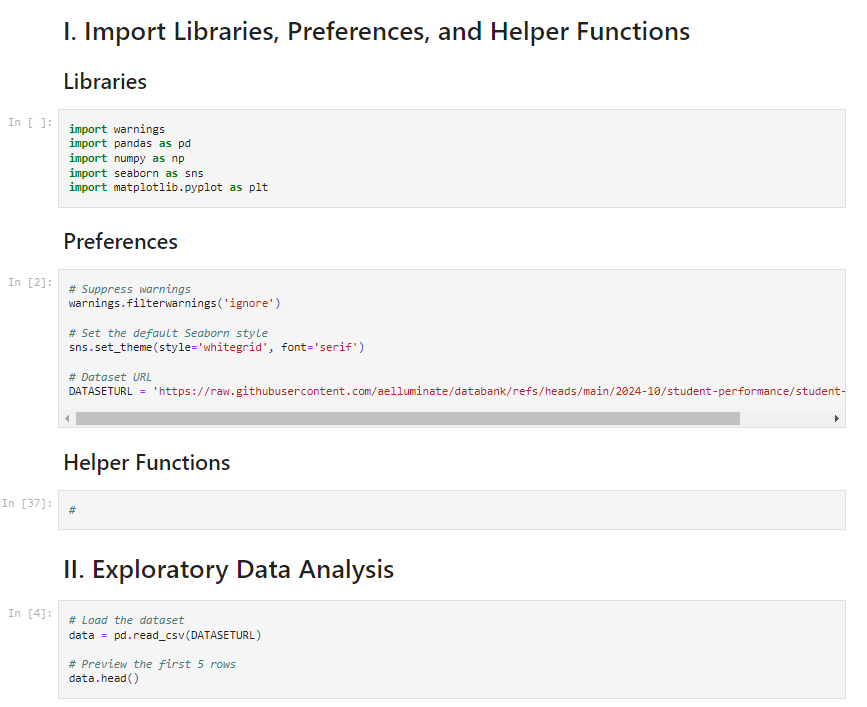 I. Import Libraries, Preferences, and Helper Functions
Libraries
In [ ]:
import warnings
import pandas as pd
import numpy as np
import seaborn as sns
import matplotlib.pyplot as plt
Preferences
In [2]:
# Suppress warnings
warnings.filterwarnings('ignore')
# Set the default Seaborn style
sns.set_theme(style='whitegrid', font='serif')
# Dataset URL
DATASETURL = 'https://raw.githubusercontent.com/aelluminate/databank/refs/heads/main/2024-10/student-performance/student-
Helper Functions
In [37]:
#
II. Exploratory Data Analysis
In [4]:
# Load the dataset
data = pd.read_csv(DATASETURL)
# Preview the first 5 rows
data.head()